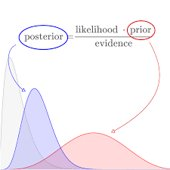 posterior = likelihood · prior
evidence